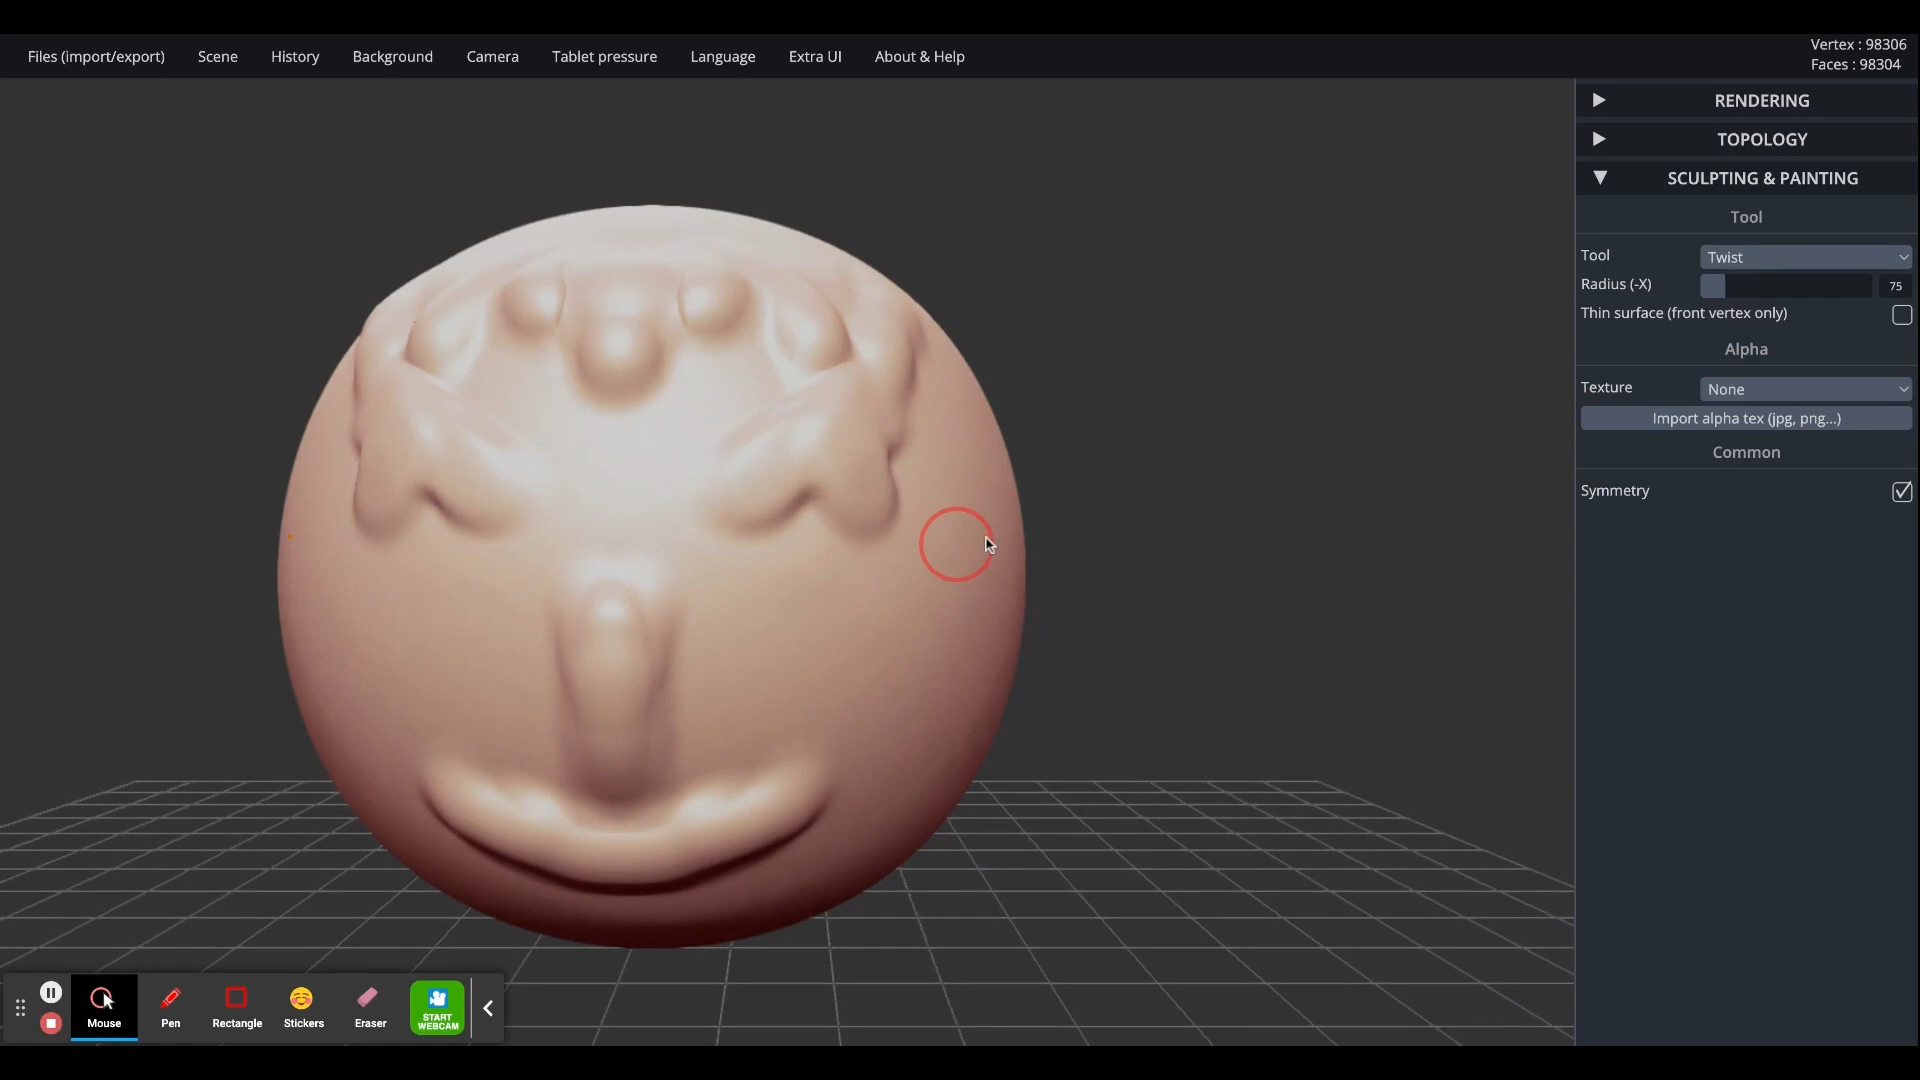 Files (import/export) Scene History Background Camera Tablet pressure Language Extra UI About & Help
Vertex : 98306
Faces : 98304
RENDERING
TOPOLOGY
SCULPTING & PAINTING
Tool
Tool Twist
Radius (-X) 75
Thin surface (front vertex only)
Alpha
Texture None
Import alpha tex (jpg, png...)
Common
Symmetry
Mouse Pen Rectangle Stickers Eraser
START
WEBCAM